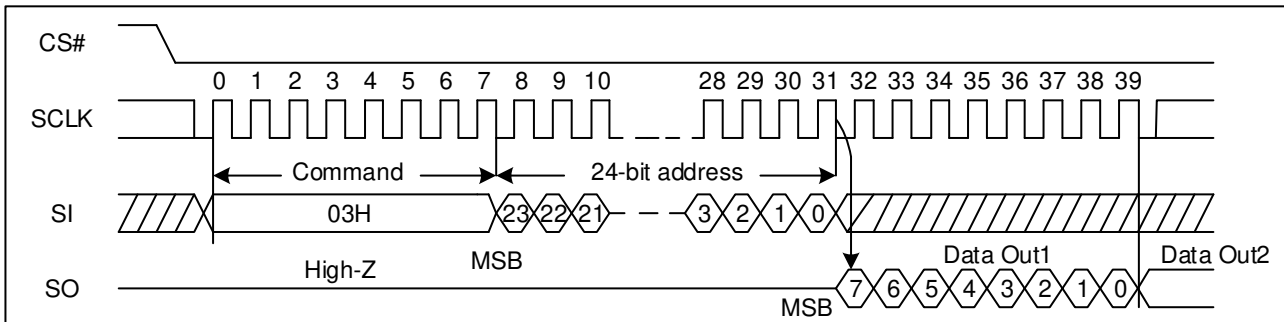 CS#
0 1 2 3 4 5 6 7 8 9 10 28 29 30 31 32 33 34 35 36 37 38 39
SCLK
Command 24-bit address
SI 03H 23 22 21 3 2 1 0
High-Z MSB Data Out1 Data Out2
SO MSB 7 6 5 4 3 2 1 0